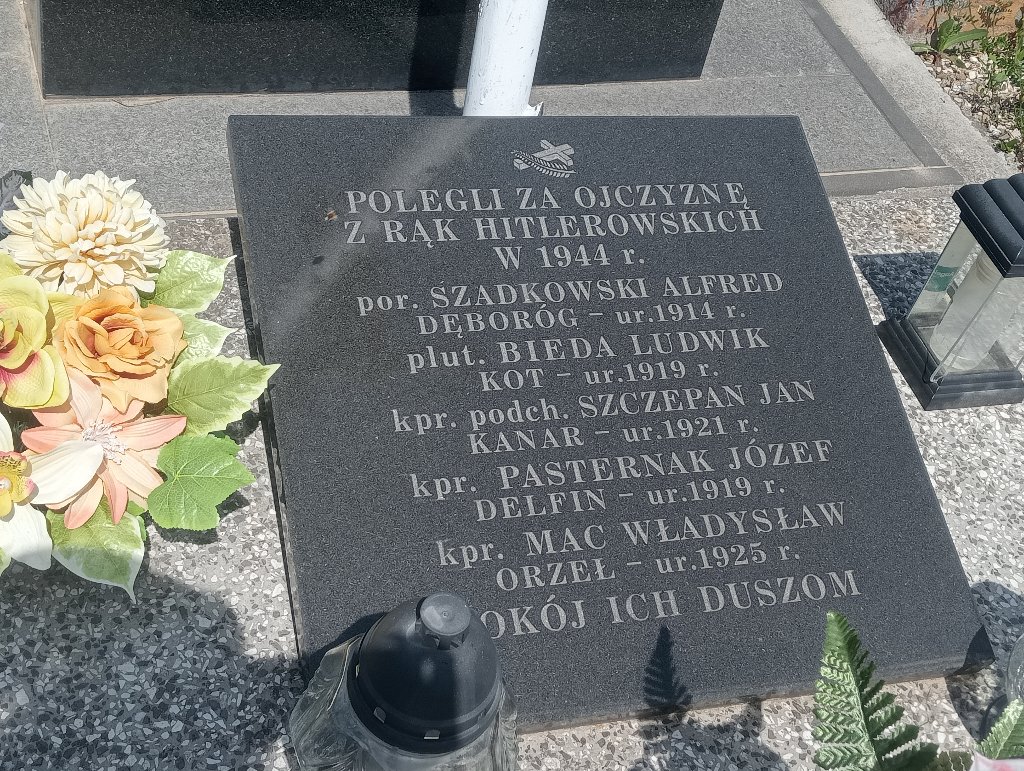 POLEGLI ZA OJCZYZNĘ
Z RĄK HITLEROWSKICH
W 1944 r.
por. SZADKOWSKI ALFRED
DĘBORÓG – ur.1914 r.
plut. BIEDA LUDWIK
KOT – ur.1919 r.
kpr. podch. SZCZEPAN JAN
KANAR – ur.1921 r.
kpr. PASTERNAK JÓZEF
DELFIN – ur.1919 r.
kpr. MAC WŁADYSŁAW
ORZEŁ – ur.1925 r.
OKÓJ ICH DUSZOM